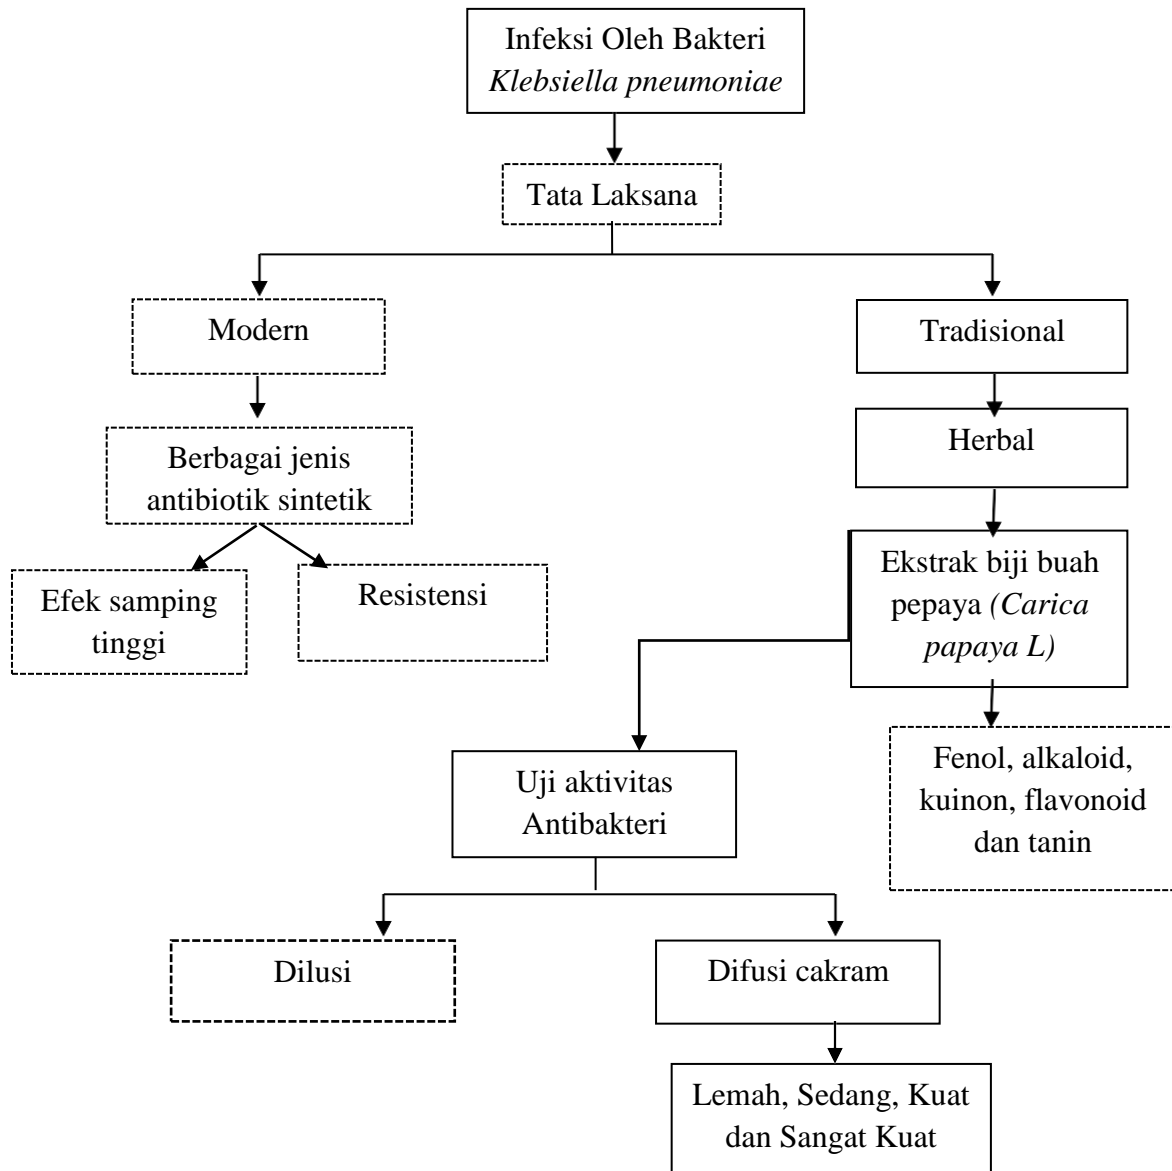 Infeksi Oleh Bakteri
Klebsiella pneumoniae
Tata Laksana
Modern
Tradisional
Berbagai jenis
antibiotik sintetik
Herbal
Efek samping
tinggi
Resistensi
Ekstrak biji buah
pepaya (Carica
papaya L)
Uji aktivitas
Antibakteri
Fenol, alkaloid,
kuinon, flavonoid
dan tanin
Dilusi
Difusi cakram
Lemah, Sedang, Kuat
dan Sangat Kuat